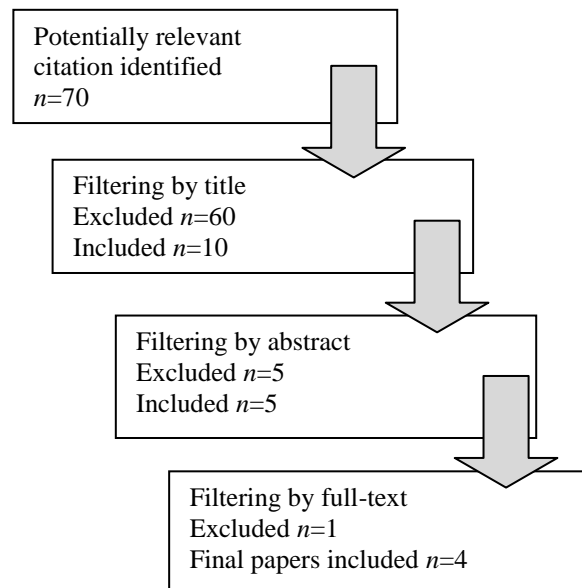 Potentially relevant
citation identified
n=70
Filtering by title
Excluded n=60
Included n=10
Filtering by abstract
Excluded n=5
Included n=5
Filtering by full-text
Excluded n=1
Final papers included n=4